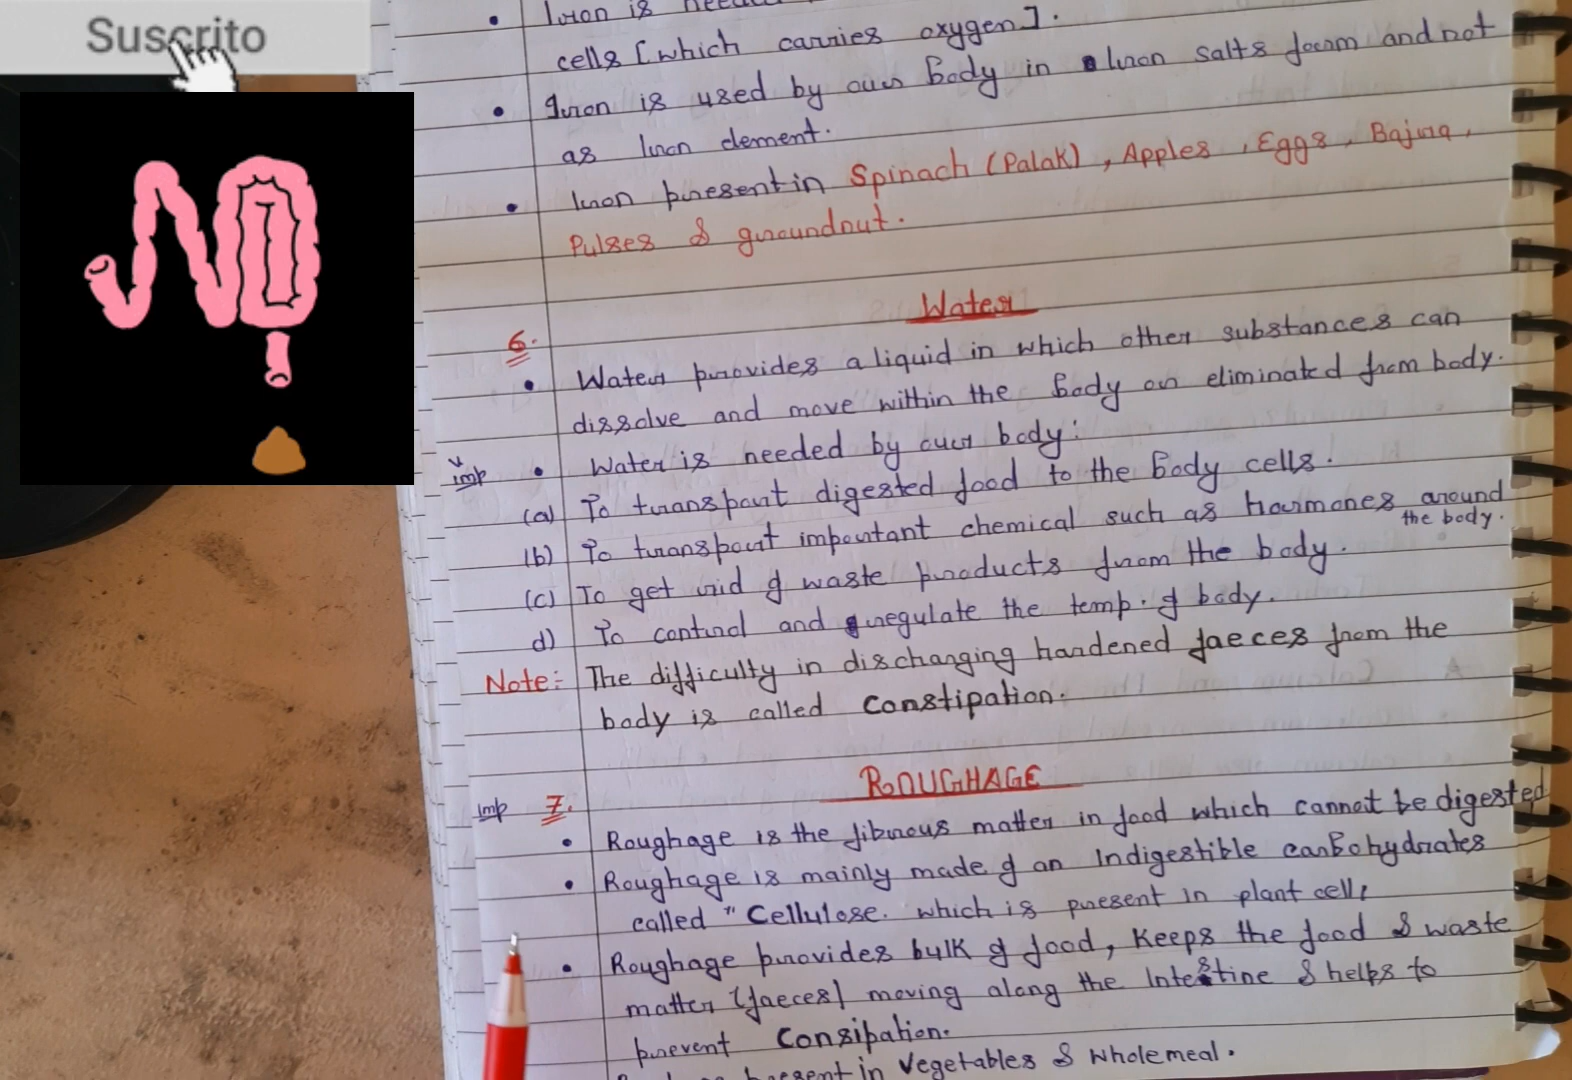 Suscrito
• Iron is
cells [which carries oxygen].
• Iron is used by our body in Iron salts form and not
as Iron element.
• Iron present in Spinach (Palak), Apples, Eggs, Bajra,
Pulses & groundnut.
6. Water
• Water provides a liquid in which other substances can
dissolve and move within the body or eliminated from body.
v imp • Water is needed by our body:
(a) To transport digested food to the body cells.
(b) To transport important chemical such as hormones around
the body.
(c) To get rid of waste products from the body.
d) To control and regulate the temp. of body.
Note:- The difficulty in discharging hardened faeces from the
body is called Constipation.
imp 7. ROUGHAGE
• Roughage is the fibrous matter in food which cannot be digested
• Roughage is mainly made of an Indigestible carbohydrates
called "Cellulose. which is present in plant cell,
• Roughage provides bulk of food, Keeps the food & waste
matter (faeces) moving along the Intestine & helps to
prevent Consipation.
present in Vegetables & Wholemeal.